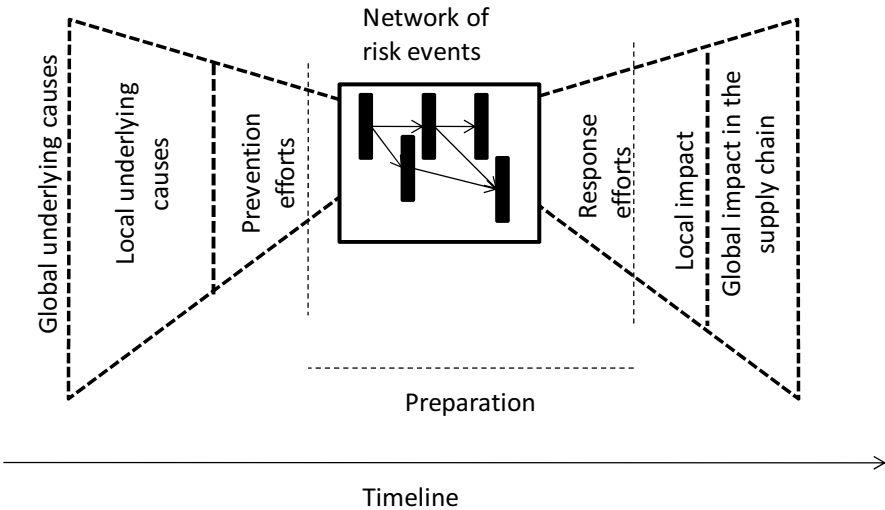 Network of
risk events
Global underlying causes
Local underlying
causes
Prevention
efforts
Response
efforts
Local impact
Global impact in the
supply chain
Preparation
Timeline